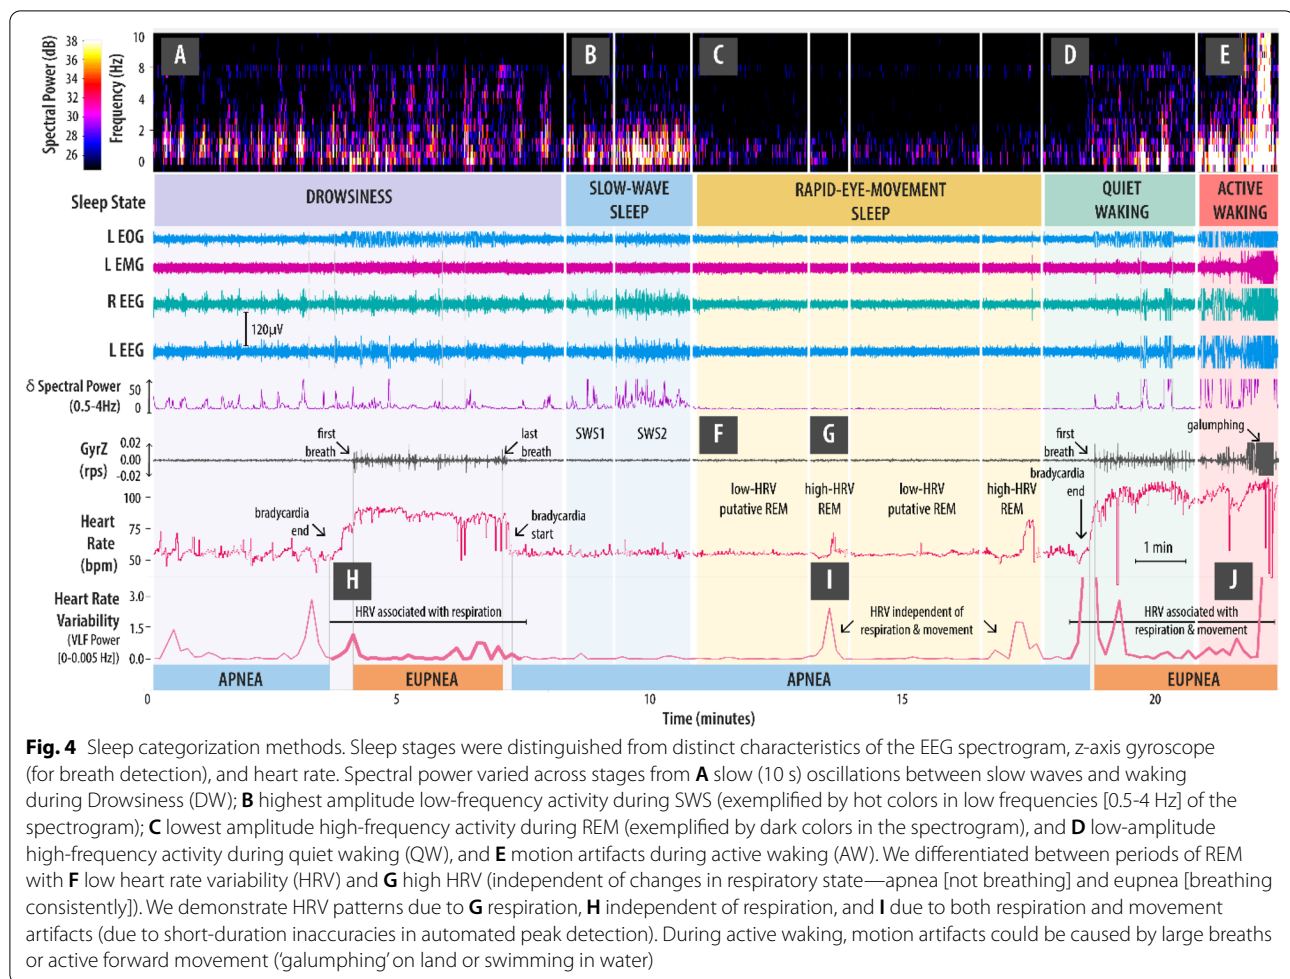 Spectral Power (dB)
38
36
34
32
30
28
26
Frequency (Hz)
10
8
4
2
0
A
B
C
D
E
Sleep State
DROWSINESS
SLOW-WAVE
SLEEP
RAPID-EYE-MOVEMENT
SLEEP
QUIET
WAKING
ACTIVE
WAKING
L EOG
L EMG
R EEG
120µV
L EEG
δ Spectral Power
(0.5-4Hz)
50
0
SWS1
SWS2
F
G
GyrZ
(rps)
0.02
0.00
-0.02
first
breath
last
breath
first
breath
galumphing
bradycardia
end
low-HRV
putative REM
high-HRV
REM
low-HRV
putative REM
high-HRV
REM
Heart
Rate
(bpm)
100
75
50
bradycardia
end
bradycardia
start
1 min
H
I
J
Heart Rate
Variability
(VLF Power
[0-0.005 Hz])
3.0
1.5
0.0
HRV associated with respiration
HRV independent of
respiration & movement
HRV associated with
respiration & movement
APNEA
EUPNEA
APNEA
EUPNEA
0
5
10
15
20
Time (minutes)
Fig. 4 Sleep categorization methods. Sleep stages were distinguished from distinct characteristics of the EEG spectrogram, z-axis gyroscope
(for breath detection), and heart rate. Spectral power varied across stages from A slow (10 s) oscillations between slow waves and waking
during Drowsiness (DW); B highest amplitude low-frequency activity during SWS (exemplified by hot colors in low frequencies [0.5-4 Hz] of the
spectrogram); C lowest amplitude high-frequency activity during REM (exemplified by dark colors in the spectrogram), and D low-amplitude
high-frequency activity during quiet waking (QW), and E motion artifacts during active waking (AW). We differentiated between periods of REM
with F low heart rate variability (HRV) and G high HRV (independent of changes in respiratory state—apnea [not breathing] and eupnea [breathing
consistently]). We demonstrate HRV patterns due to G respiration, H independent of respiration, and I due to both respiration and movement
artifacts (due to short-duration inaccuracies in automated peak detection). During active waking, motion artifacts could be caused by large breaths
or active forward movement ('galumphing' on land or swimming in water)